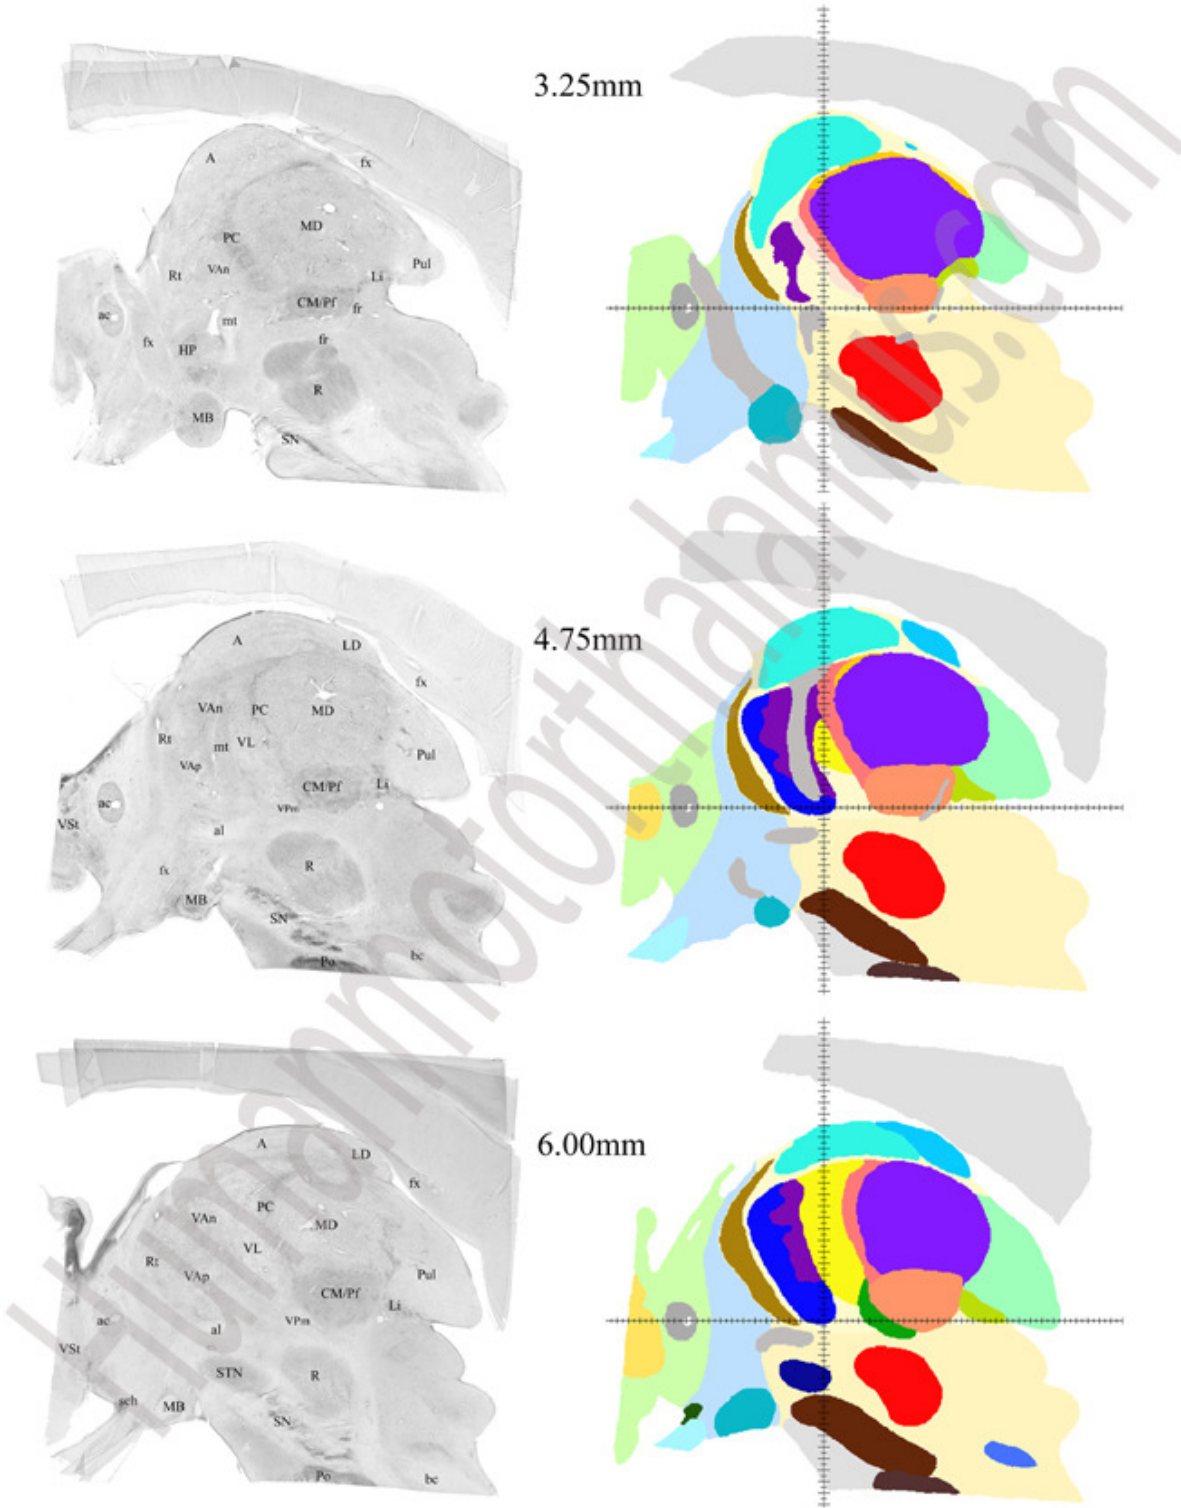 3.25mm
A
fx
MD
PC
VAn
Rt
Li
Pul
CM/Pf
ac
mt
fr
fx
HP
fr
R
MB
SN
4.75mm
A
LD
fx
VAn
PC
MD
Rt
mt
VL
VAp
Pul
CM/Pf
Li
ac
VPm
VSt
al
fx
R
MB
SN
Po
bc
6.00mm
A
LD
fx
PC
VAn
MD
VL
Rt
VAp
Pul
CM/Pf
Li
ac
al
VPm
VSt
STN
R
sch
MB
SN
Po
bc
Humanmotorthalamus.com